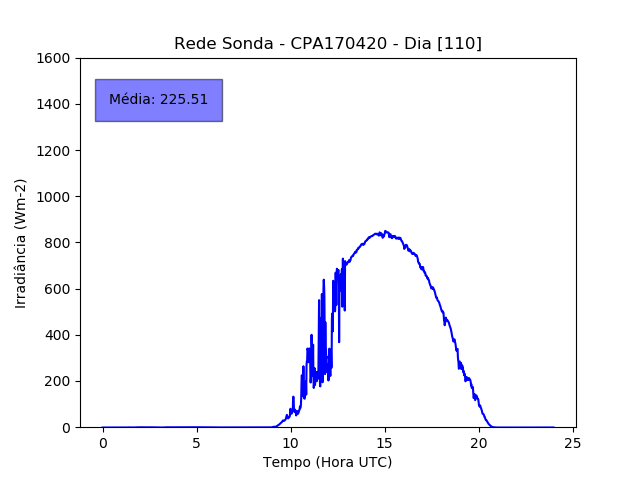 Rede Sonda - CPA170420 - Dia [110]
Irradiância (Wm-2)
1600
1400
1200
1000
800
600
400
200
0
Média: 225.51
0 5 10 15 20 25
Tempo (Hora UTC)